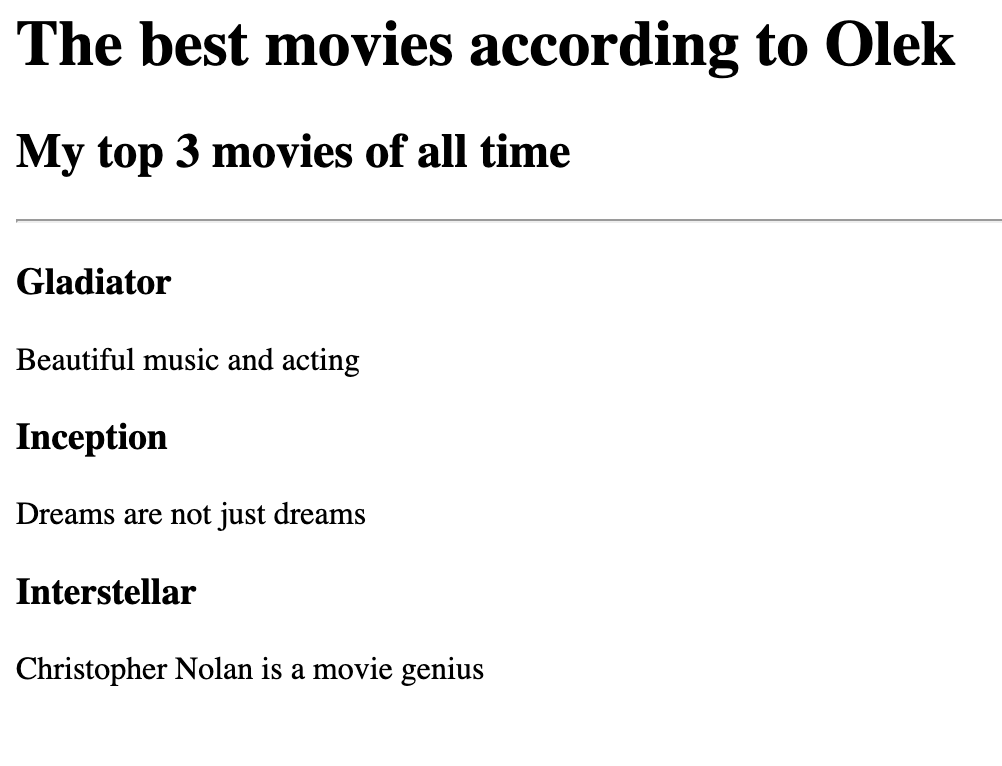 The best movies according to Olek
My top 3 movies of all time
Gladiator
Beautiful music and acting
Inception
Dreams are not just dreams
Interstellar
Christopher Nolan is a movie genius